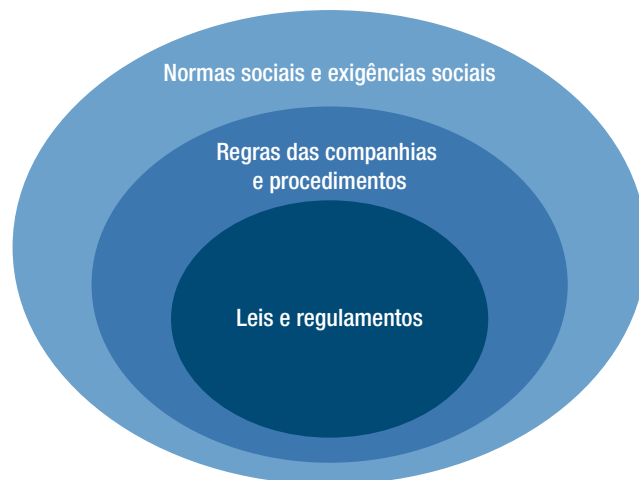 Normas sociais e exigências sociais
Regras das companhias
e procedimentos
Leis e regulamentos